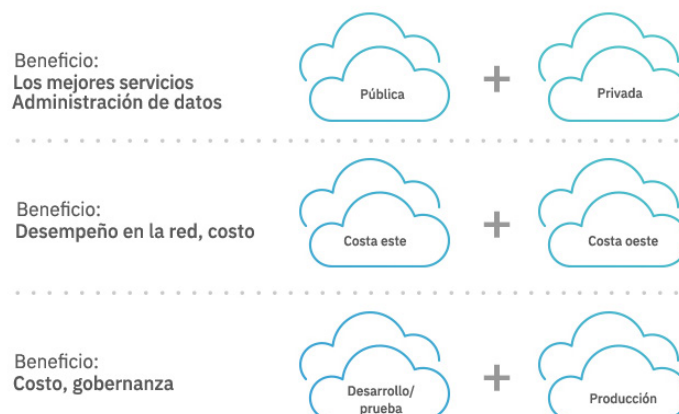 Beneficio:
Los mejores servicios
Administración de datos
Pública
+
Privada
Beneficio:
Desempeño en la red, costo
Costa este
+
Costa oeste
Beneficio:
Costo, gobernanza
Desarrollo/
prueba
+
Producción